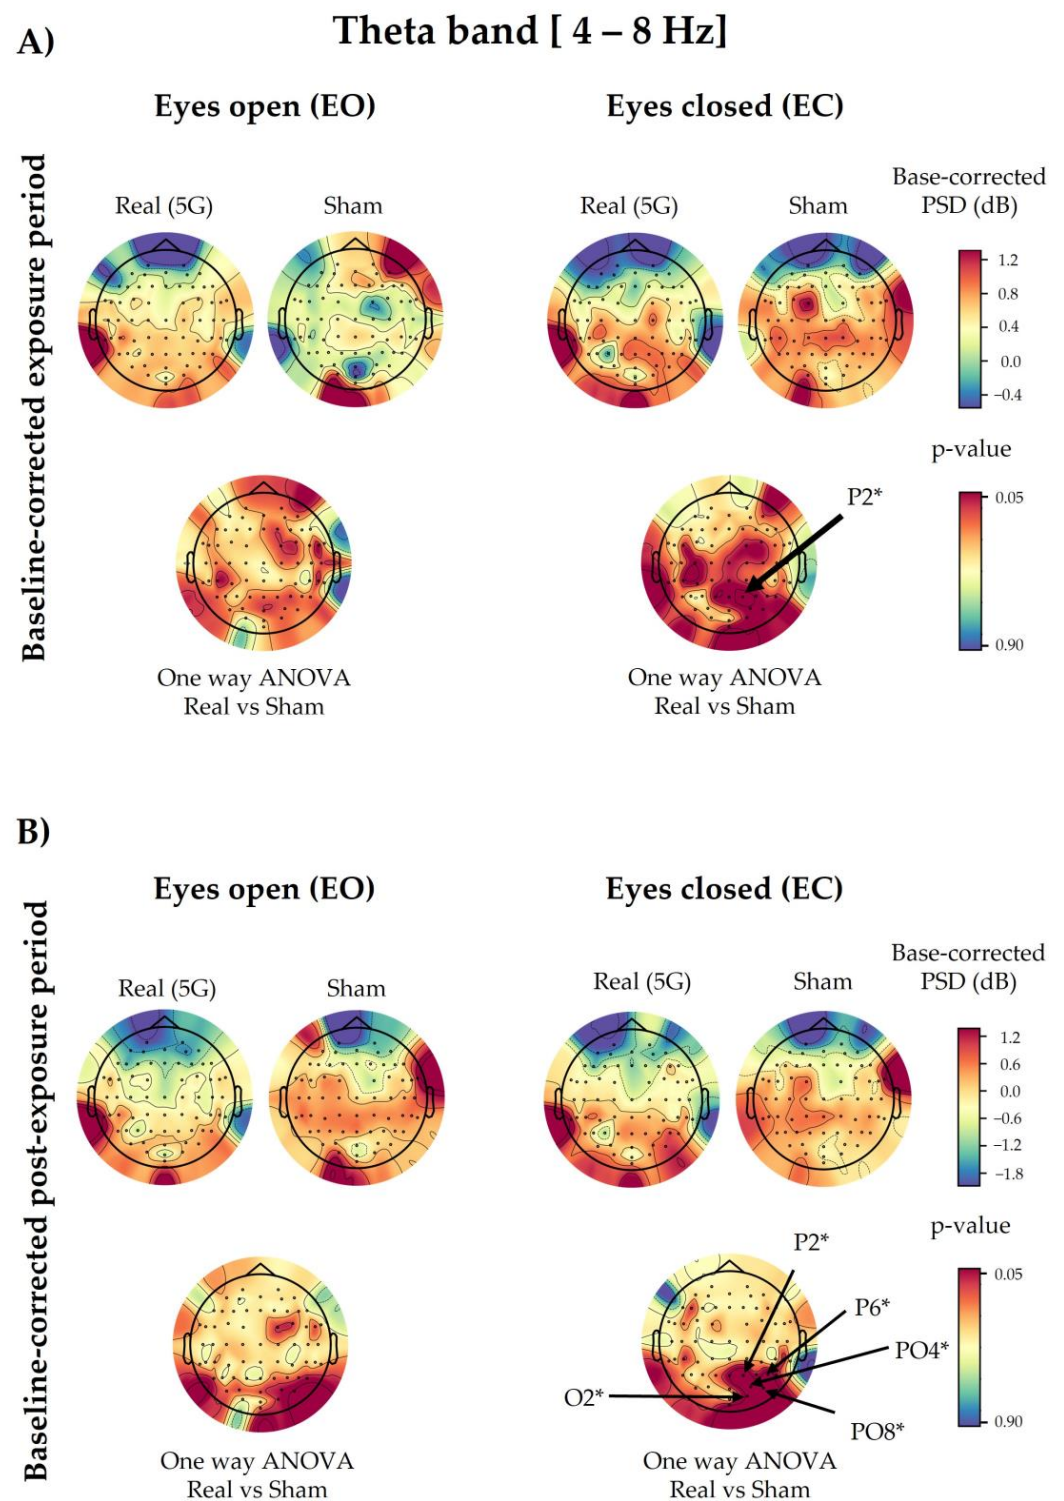 A)
Theta band [ 4 – 8 Hz]
Eyes open (EO)
Eyes closed (EC)
Baseline-corrected exposure period
Real (5G)
Sham
Real (5G)
Sham
Base-corrected
PSD (dB)
1.2
0.8
0.4
0.0
−0.4
p-value
0.05
0.90
P2*
One way ANOVA
Real vs Sham
One way ANOVA
Real vs Sham
B)
Eyes open (EO)
Eyes closed (EC)
Baseline-corrected post-exposure period
Real (5G)
Sham
Real (5G)
Sham
Base-corrected
PSD (dB)
1.2
0.6
0.0
−0.6
−1.2
−1.8
p-value
0.05
0.90
P2*
P6*
PO4*
O2*
PO8*
One way ANOVA
Real vs Sham
One way ANOVA
Real vs Sham